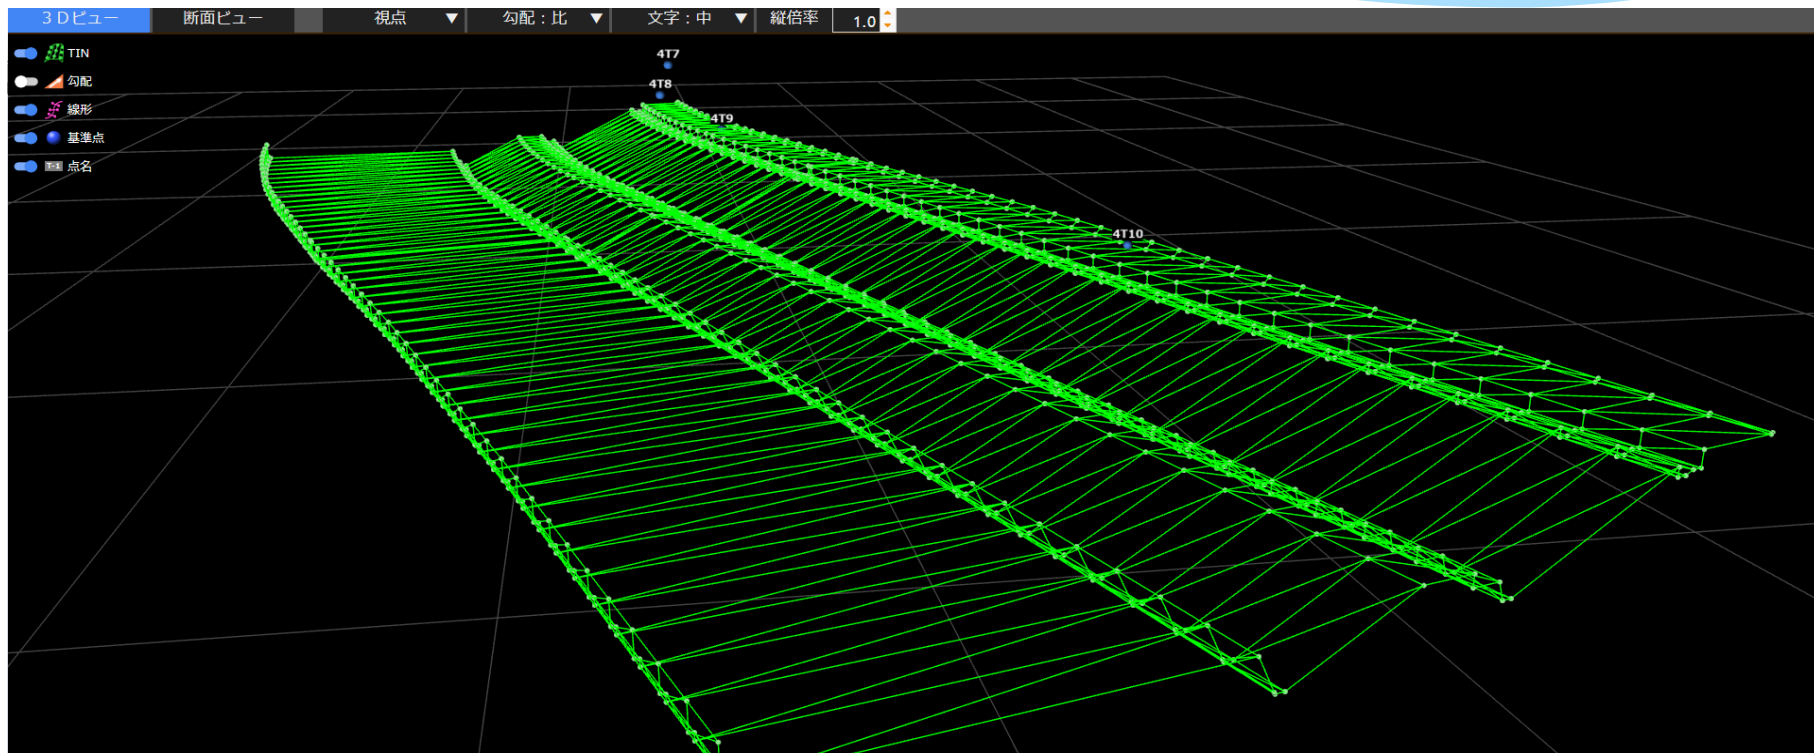 3Dビュー 断面ビュー 視点 ▼ 勾配：比 ▼ 文字：中 ▼ 縦倍率 1.0
TIN
勾配
線形
基準点
T-1 点名
4T7
4T8
4T9
4T10